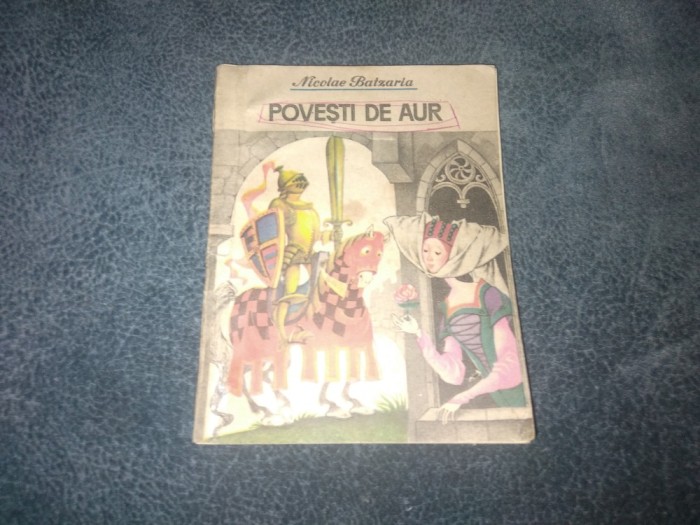 Nicolae Batzaria
POVEȘTI DE AUR